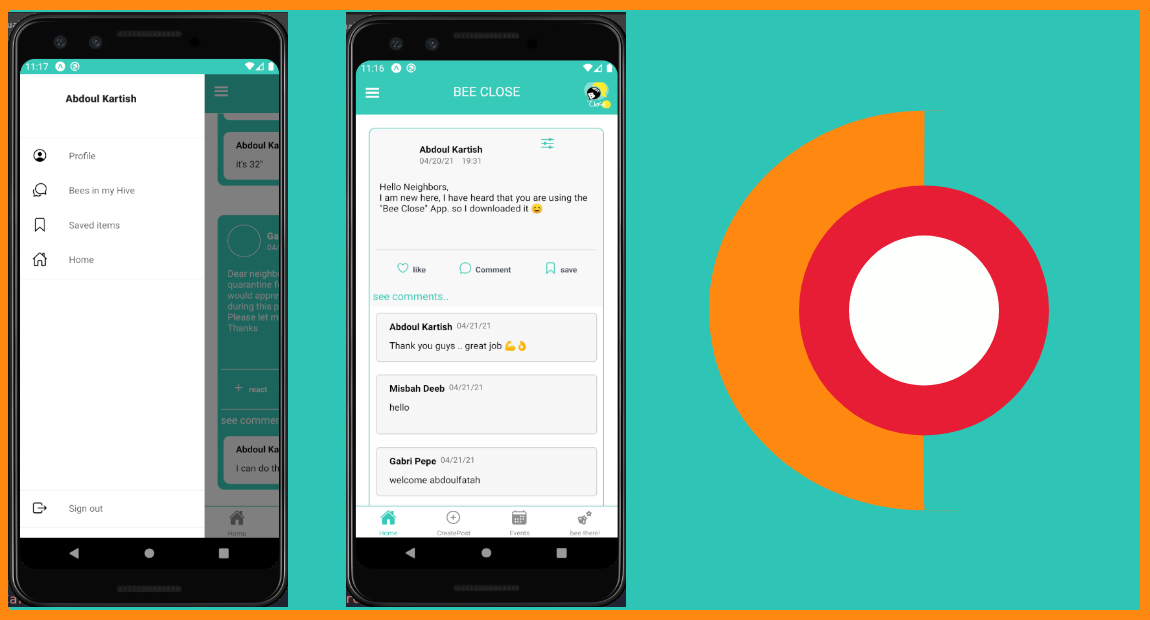 11:17
Abdoul Kartish
Profile
Bees in my Hive
Saved items
Home
Sign out
Abdoul Ka
it's 32"
Ga
04/
Dear neighb
quarantine f
would appre
during this p
Please let m
Thanks
+ react
see commer
Abdoul Ka
I can do th
Home
11:16
BEE CLOSE
Close
Abdoul Kartish
04/20/21 19:31
Hello Neighbors,
I am new here, I have heard that you are using the
"Bee Close" App. so I downloaded it 😄
like
Comment
save
see comments..
Abdoul Kartish 04/21/21
Thank you guys .. great job 💪👌
Misbah Deeb 04/21/21
hello
Gabri Pepe 04/21/21
welcome abdoulfatah
Home
CreatePost
Events
bee there!